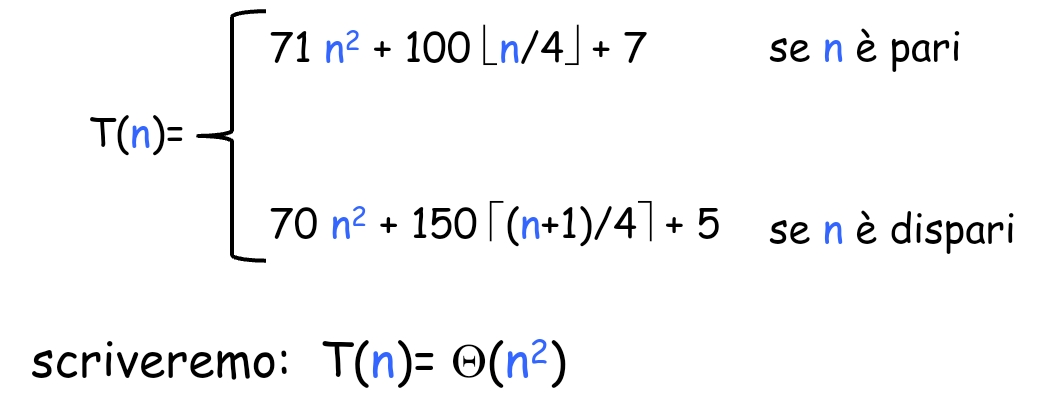 71 n² + 100 ⌊n/4⌋ + 7 se n è pari
T(n)=
70 n² + 150 ⌈(n+1)/4⌉ + 5 se n è dispari
scriveremo: T(n)= Θ(n²)